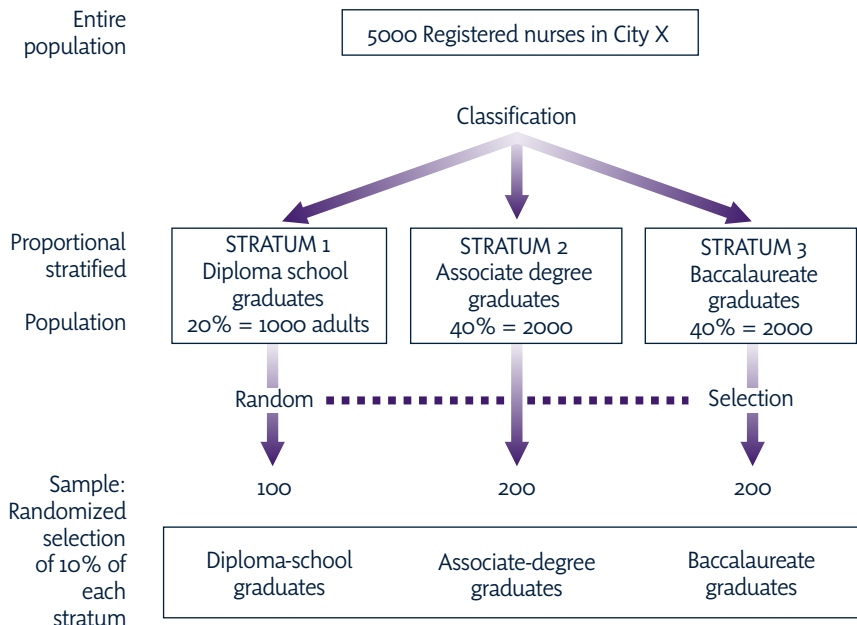 Entire
population
5000 Registered nurses in City X
Classification
Proportional
stratified
Population
STRATUM 1
Diploma school
graduates
20% = 1000 adults
STRATUM 2
Associate degree
graduates
40% = 2000
STRATUM 3
Baccalaureate
graduates
40% = 2000
Random
Selection
Sample:
Randomized
selection
of 10% of
each
stratum
100
200
200
Diploma-school
graduates
Associate-degree
graduates
Baccalaureate
graduates